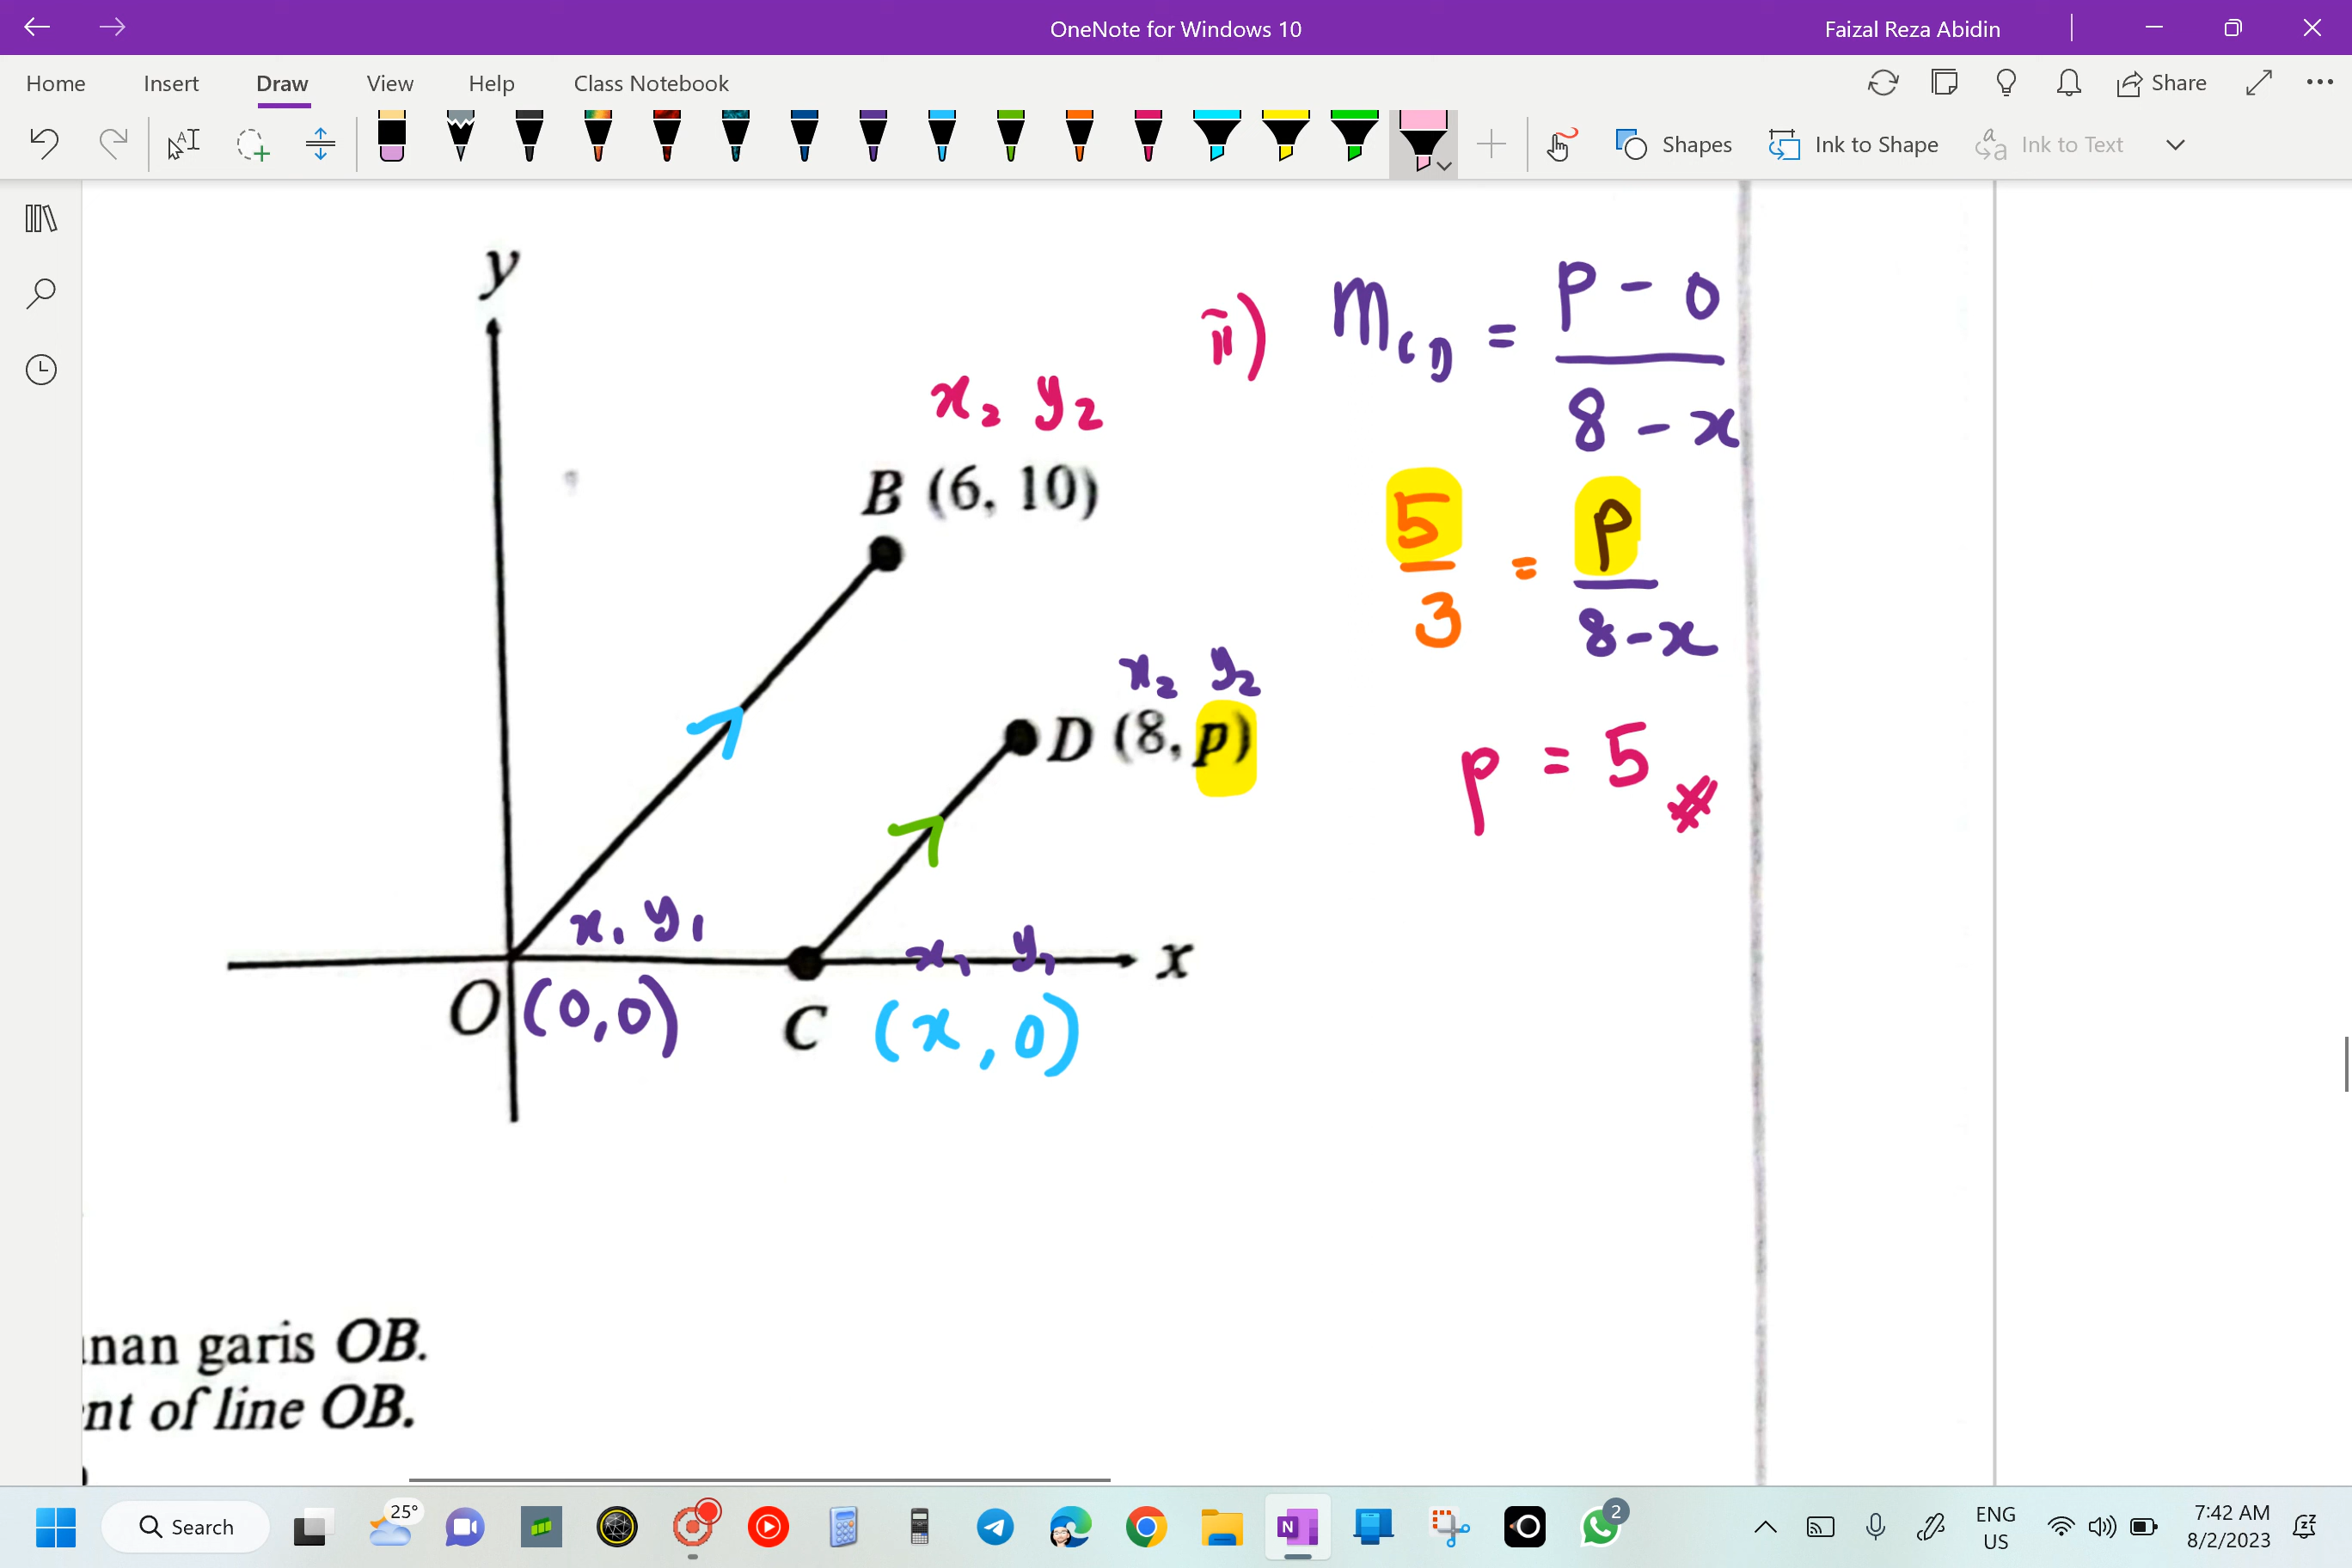 OneNote for Windows 10
Faizal Reza Abidin
Home Insert Draw View Help Class Notebook
Share
Shapes Ink to Shape Ink to Text
y
ii) m_CD = p - 0 / 8 - x
x₂ y₂
B (6, 10)
5/3 = p / 8 - x
x₂ y₂
D (8, p)
p = 5 #
x₁ y₁
x₁ y₁
x
O (0,0)
C (x, 0)
nan garis OB.
nt of line OB.
Search
25°
2
ENG
US
7:42 AM
8/2/2023